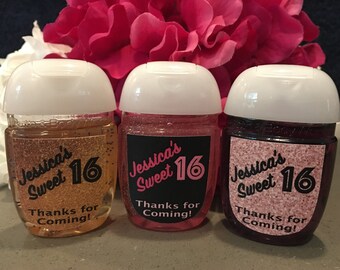 Jessica's
Sweet 16
Thanks for
Coming!
Jessica's
Sweet 16
Thanks for
Coming!
Jessica's
Sweet 16
Thanks for
Coming!